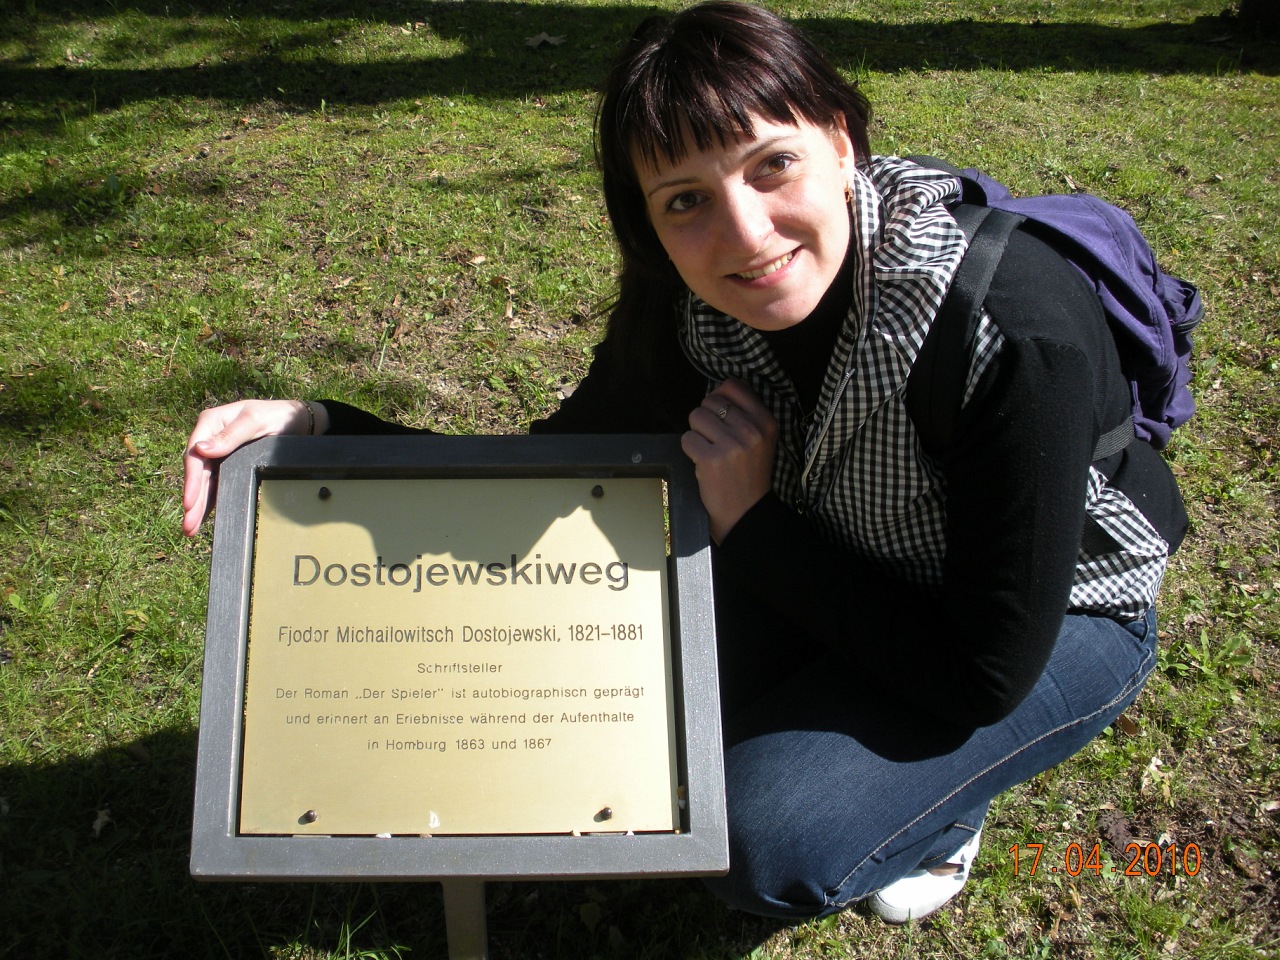 Dostojewskiweg
Fjodor Michailowitsch Dostojewski, 1821–1881
Schriftsteller
Der Roman „Der Spieler" ist autobiographisch geprägt
und erinnert an Erlebnisse während der Aufenthalte
in Homburg 1863 und 1867
17.04.2010